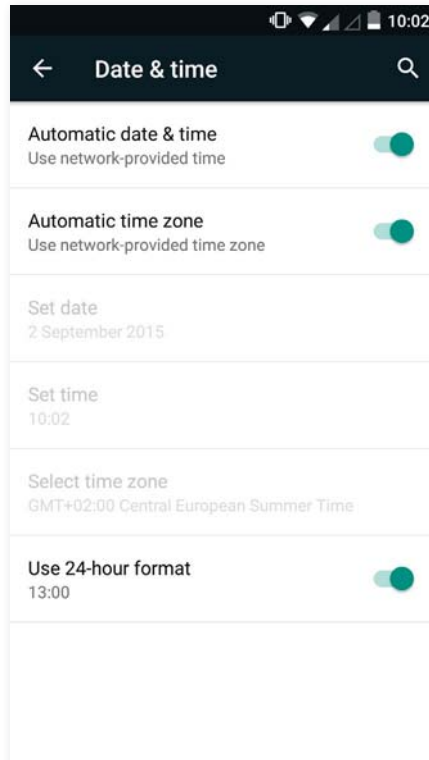 10:02
Date & time
Automatic date & time
Use network-provided time
Automatic time zone
Use network-provided time zone
Set date
2 September 2015
Set time
10:02
Select time zone
GMT+02:00 Central European Summer Time
Use 24-hour format
13:00